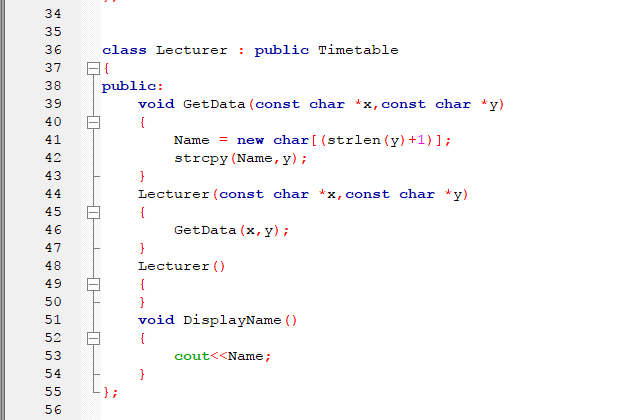 34
35
36 class Lecturer : public Timetable
37 {
38 public:
39 void GetData(const char *x,const char *y)
40 {
41 Name = new char[(strlen(y)+1)];
42 strcpy(Name,y);
43 }
44 Lecturer(const char *x,const char *y)
45 {
46 GetData(x,y);
47 }
48 Lecturer()
49 {
50 }
51 void DisplayName()
52 {
53 cout<<Name;
54 }
55 };
56